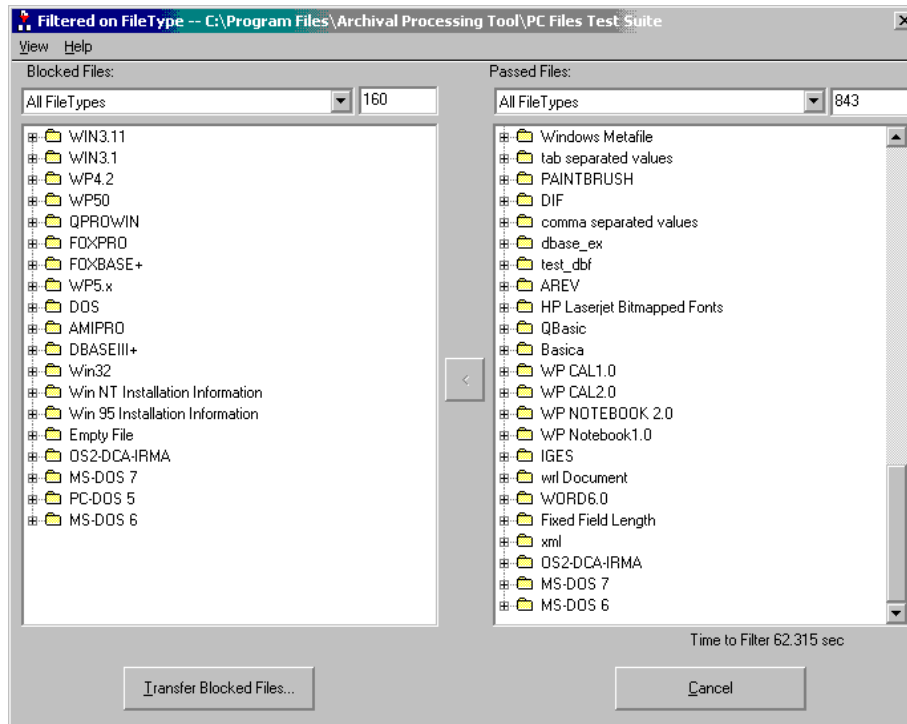 Filtered on FileType -- C:\Program Files\Archival Processing Tool\PC Files Test Suite
View Help
Blocked Files:
All FileTypes
160
WIN3.11
WIN3.1
WP4.2
WP50
QPROWIN
FOXPRO
FOXBASE+
WP5.x
DOS
AMIPRO
DBASEIII+
Win32
Win NT Installation Information
Win 95 Installation Information
Empty File
OS2-DCA-IRMA
MS-DOS 7
PC-DOS 5
MS-DOS 6
<
Passed Files:
All FileTypes
843
Windows Metafile
tab separated values
PAINTBRUSH
DIF
comma separated values
dbase_ex
test_dbf
AREV
HP Laserjet Bitmapped Fonts
QBasic
Basica
WP CAL1.0
WP CAL2.0
WP NOTEBOOK 2.0
WP Notebook1.0
IGES
wrl Document
WORD6.0
Fixed Field Length
xml
OS2-DCA-IRMA
MS-DOS 7
MS-DOS 6
Time to Filter 62.315 sec
Transfer Blocked Files...
Cancel